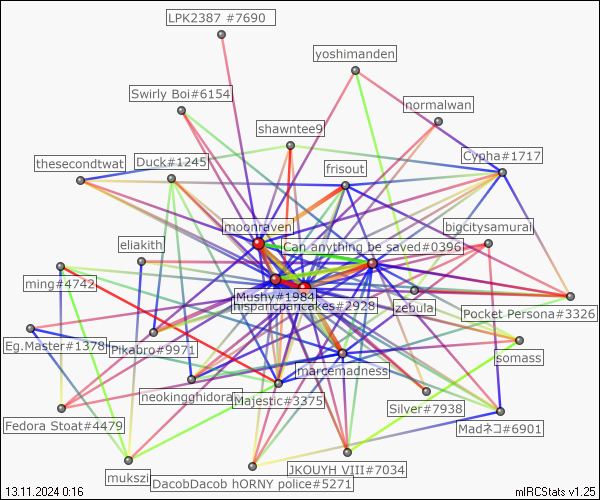 LPK2387 #7690
yoshimanden
Swirly Boi#6154
normalwan
shawntee9
Cypha#1717
thesecondtwat
Duck#1245
frisout
moonraven
bigcitysamurai
eliakith
Can anything be saved#0396
ming#4742
Mushy#1984
hispanicpancakes#2928
zebula
Pocket Persona#3326
Eg.Master#1378
Pikabro#9971
somass
marcemadness
neokingghidorah
Majestic#3375
Silver#7938
Fedora Stoat#4479
Madネコ#6901
mukszi
JKOUYH VIII#7034
DacobDacob hORNY police#5271
13.11.2024 0:16
mIRCStats v1.25